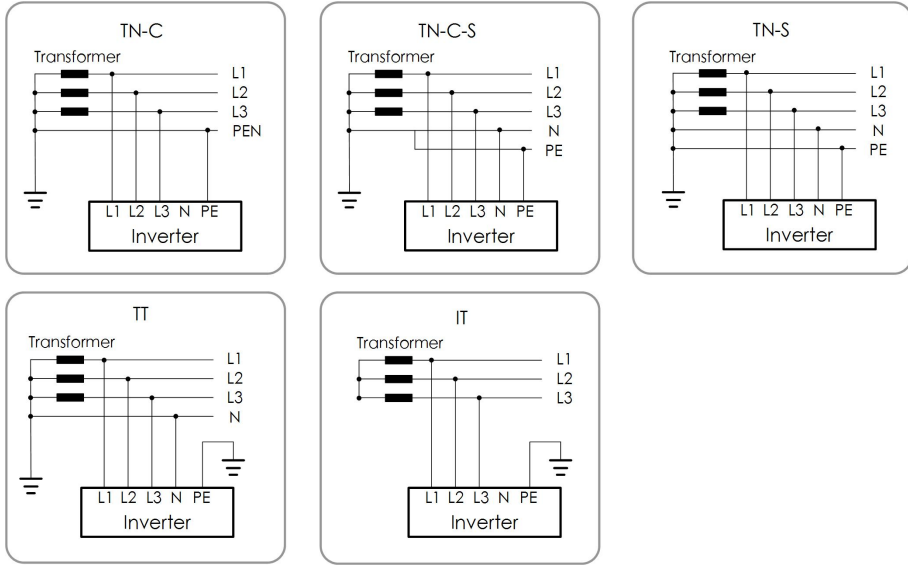 TN-C
Transformer
L1
L2
L3
PEN
L1 L2 L3 N PE
Inverter
TN-C-S
Transformer
L1
L2
L3
N
PE
L1 L2 L3 N PE
Inverter
TN-S
Transformer
L1
L2
L3
N
PE
L1 L2 L3 N PE
Inverter
TT
Transformer
L1
L2
L3
N
L1 L2 L3 N PE
Inverter
IT
Transformer
L1
L2
L3
L1 L2 L3 N PE
Inverter